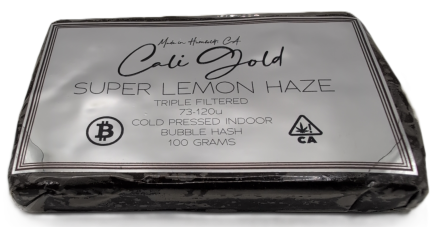 Made in Humboldt Cali
Cali Gold
SUPER LEMON HAZE
TRIPLE FILTERED
73-120u
COLD PRESSED INDOOR
BUBBLE HASH
100 GRAMS
CA